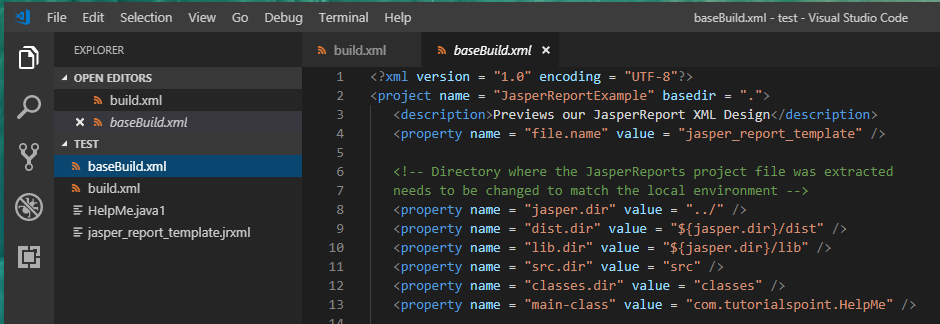 File Edit Selection View Go Debug Terminal Help baseBuild.xml - test - Visual Studio Code
EXPLORER
OPEN EDITORS
build.xml
baseBuild.xml
TEST
baseBuild.xml
build.xml
HelpMe.java1
jasper_report_template.jrxml
build.xml baseBuild.xml
1 <?xml version = "1.0" encoding = "UTF-8"?>
2 <project name = "JasperReportExample" basedir = ".">
3 <description>Previews our JasperReport XML Design</description>
4 <property name = "file.name" value = "jasper_report_template" />
5
6 <!-- Directory where the JasperReports project file was extracted
7 needs to be changed to match the local environment -->
8 <property name = "jasper.dir" value = "../" />
9 <property name = "dist.dir" value = "${jasper.dir}/dist" />
10 <property name = "lib.dir" value = "${jasper.dir}/lib" />
11 <property name = "src.dir" value = "src" />
12 <property name = "classes.dir" value = "classes" />
13 <property name = "main-class" value = "com.tutorialspoint.HelpMe" />
14